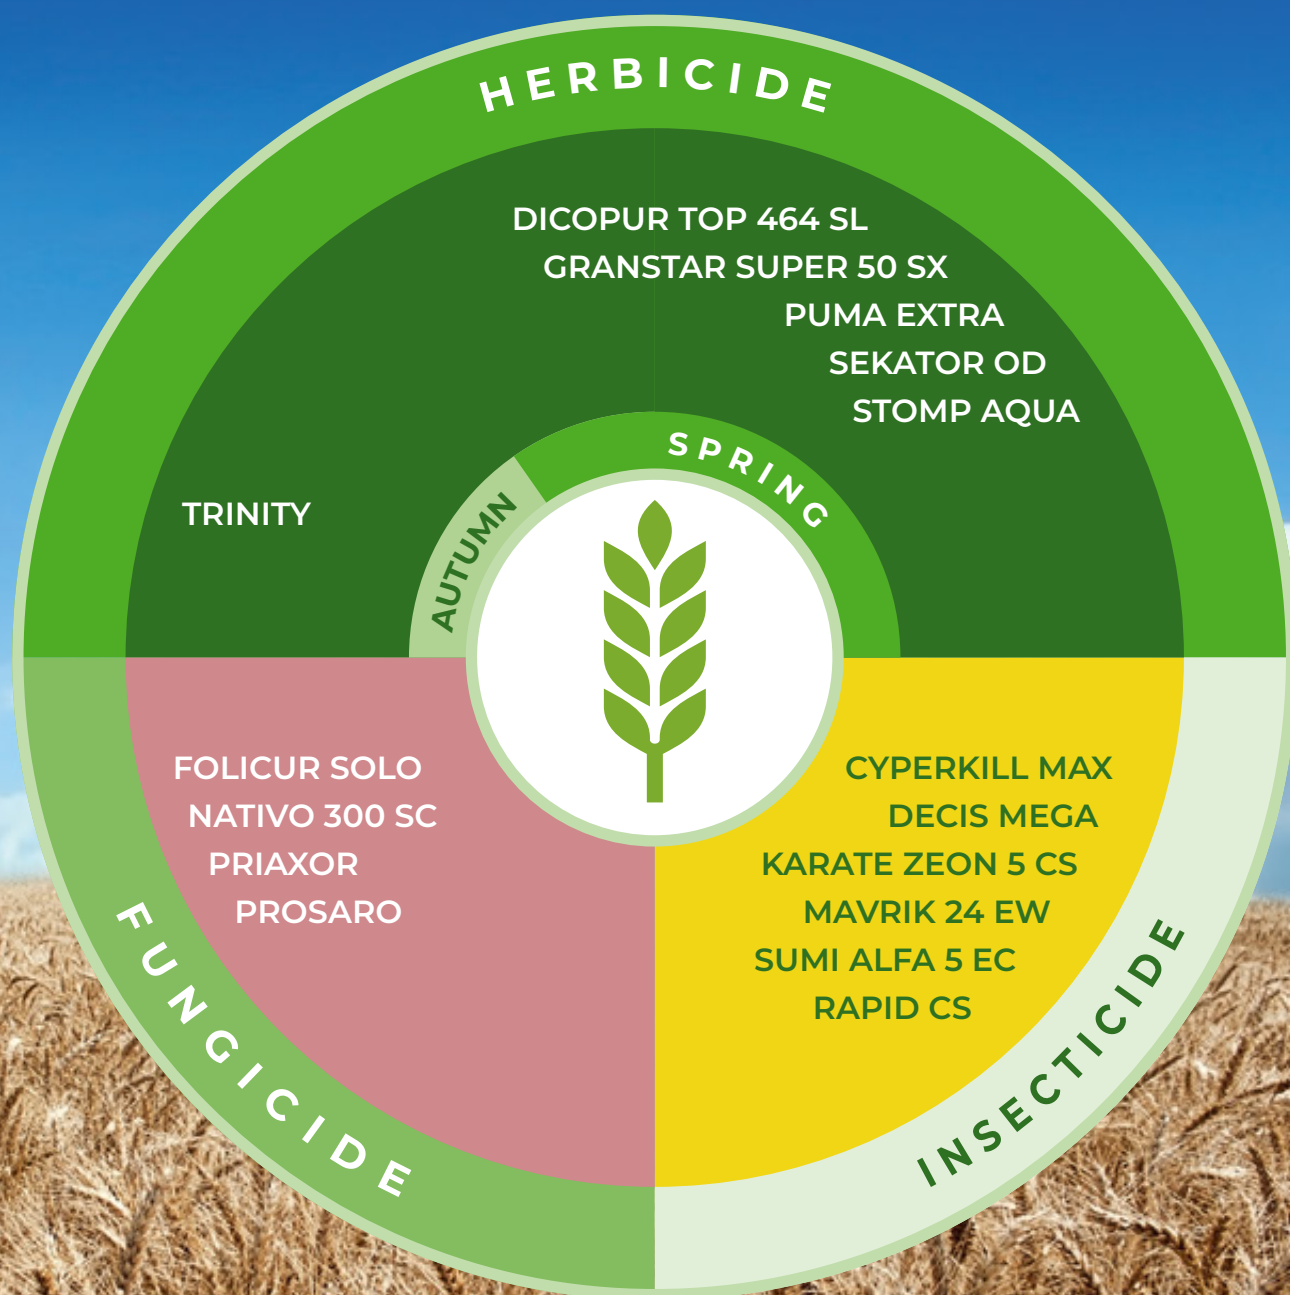 HERBICIDE
DICOPUR TOP 464 SL
GRANSTAR SUPER 50 SX
PUMA EXTRA
SEKATOR OD
STOMP AQUA
SPRING
AUTUMN
TRINITY
FOLICUR SOLO
NATIVO 300 SC
PRIAXOR
PROSARO
FUNGICIDE
CYPERKILL MAX
DECIS MEGA
KARATE ZEON 5 CS
MAVRIK 24 EW
SUMI ALFA 5 EC
RAPID CS
INSECTICIDE